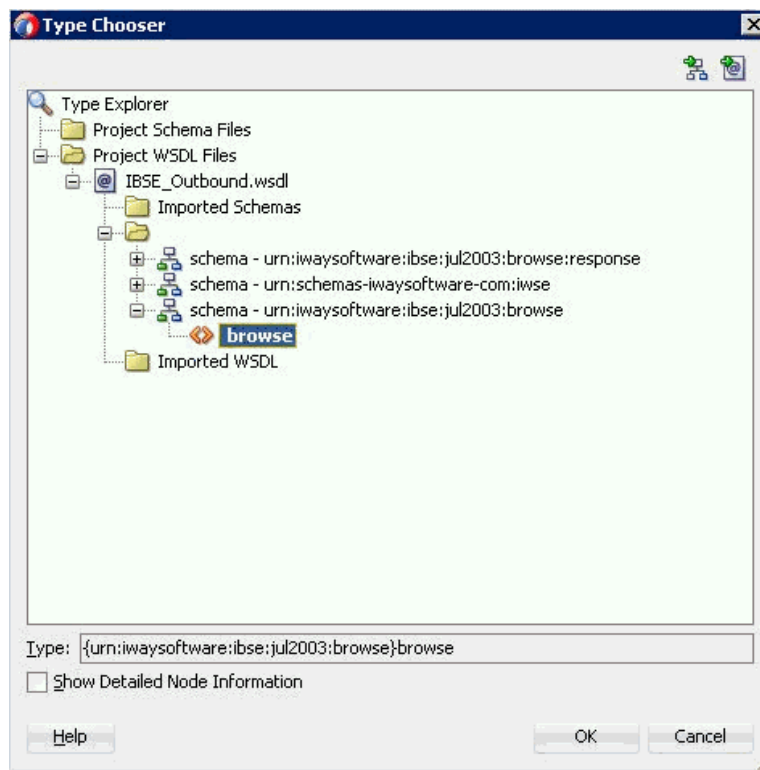 Type Chooser
Type Explorer
Project Schema Files
Project WSDL Files
IBSE_Outbound.wsdl
Imported Schemas
schema - urn:iwaysoftware:ibse:jul2003:browse:response
schema - urn:schemas-iwaysoftware-com:iwse
schema - urn:iwaysoftware:ibse:jul2003:browse
browse
Imported WSDL
Type: {urn:iwaysoftware:ibse:jul2003:browse}browse
Show Detailed Node Information
Help OK Cancel